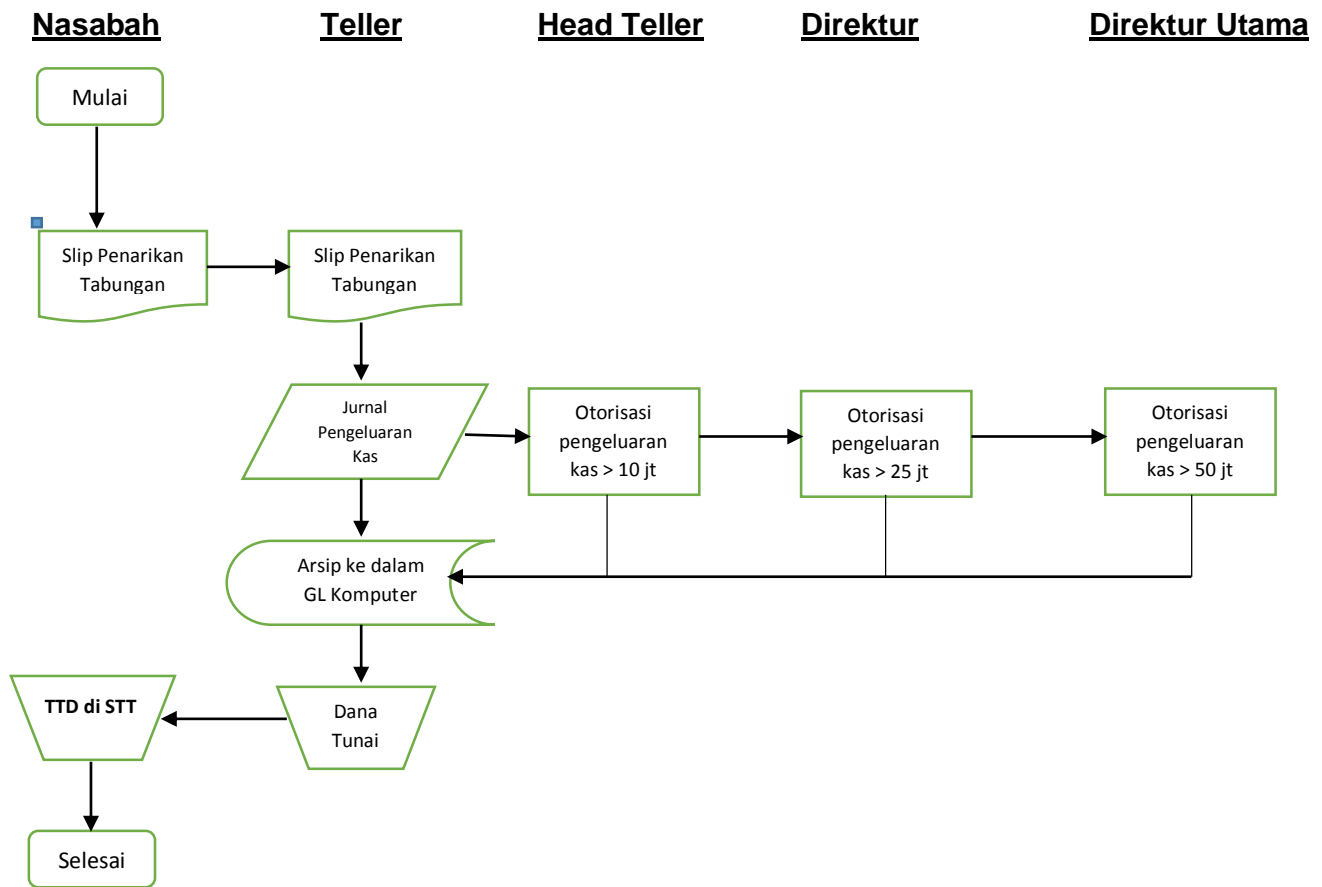 Nasabah
Teller
Head Teller
Direktur
Direktur Utama
Mulai
Slip Penarikan
Tabungan
Slip Penarikan
Tabungan
Jurnal
Pengeluaran
Kas
Otorisasi
pengeluaran
kas > 10 jt
Otorisasi
pengeluaran
kas > 25 jt
Otorisasi
pengeluaran
kas > 50 jt
Arsip ke dalam
GL Komputer
TTD di STT
Dana
Tunai
Selesai